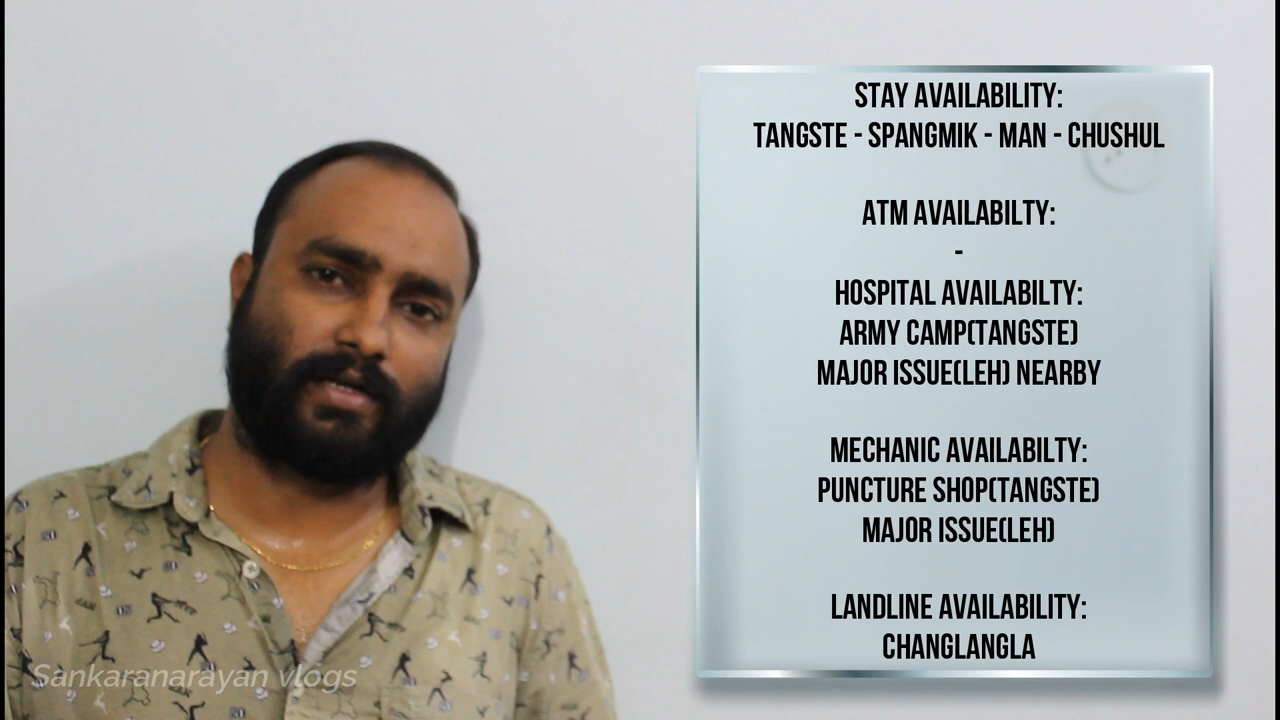 STAY AVAILABILITY:
TANGSTE - SPANGMIK - MAN - CHUSHUL
ATM AVAILABILTY:
-
HOSPITAL AVAILABILTY:
ARMY CAMP(TANGSTE)
MAJOR ISSUE(LEH) NEARBY
MECHANIC AVAILABILTY:
PUNCTURE SHOP(TANGSTE)
MAJOR ISSUE(LEH)
LANDLINE AVAILABILITY:
CHANGLANGLA
Sankaranarayan vlogs